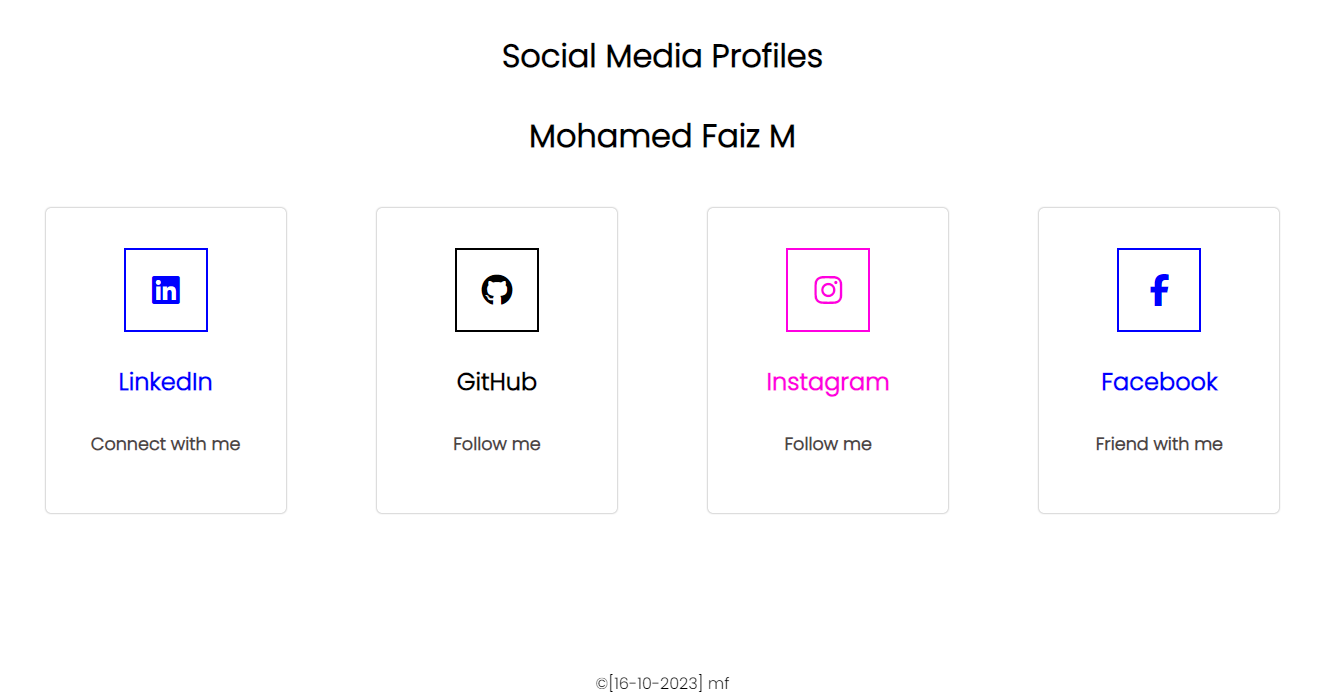 Social Media Profiles
Mohamed Faiz M
in
LinkedIn
Connect with me
GitHub
Follow me
Instagram
Follow me
f
Facebook
Friend with me
©[16-10-2023] mf